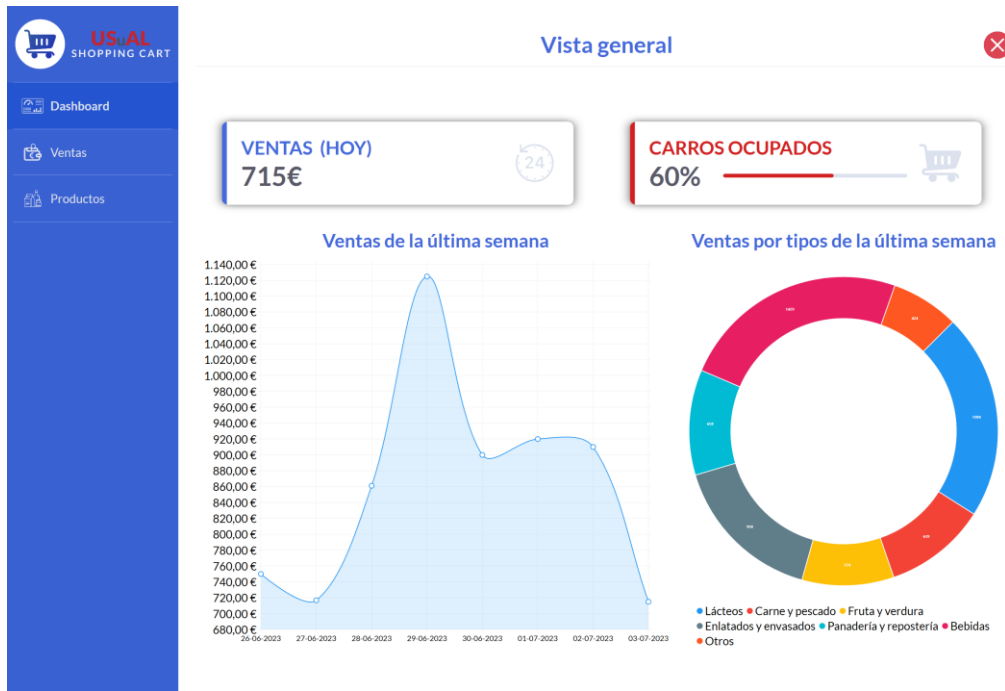 USuAL
SHOPPING CART
Vista general
Dashboard
Ventas
Productos
VENTAS (HOY)
715€
24
CARROS OCUPADOS
60%
Ventas de la última semana
1.140,00 €
1.120,00 €
1.100,00 €
1.080,00 €
1.060,00 €
1.040,00 €
1.020,00 €
1.000,00 €
980,00 €
960,00 €
940,00 €
920,00 €
900,00 €
880,00 €
860,00 €
840,00 €
820,00 €
800,00 €
780,00 €
760,00 €
740,00 €
720,00 €
700,00 €
680,00 €
26-06-2023 27-06-2023 28-06-2023 29-06-2023 30-06-2023 01-07-2023 02-07-2023 03-07-2023
Ventas por tipos de la última semana
Lácteos Carne y pescado Fruta y verdura
Enlatados y envasados Panadería y repostería Bebidas
Otros